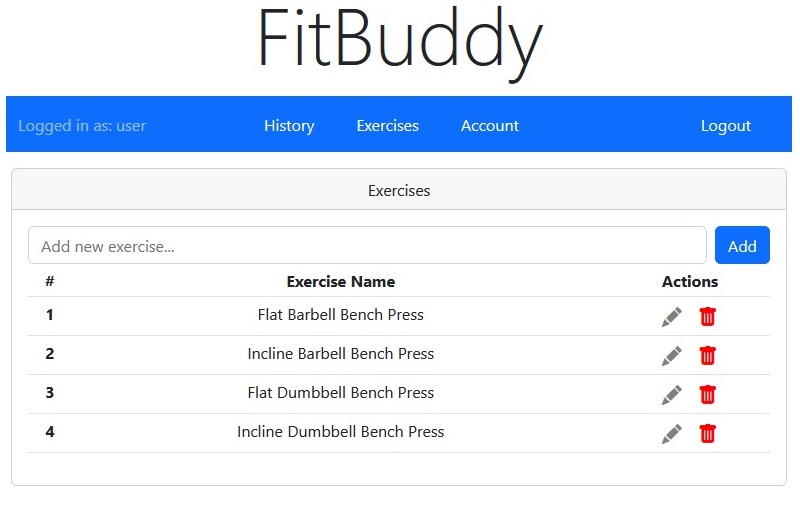 FitBuddy
Logged in as: user History Exercises Account Logout
Exercises
Add new exercise... Add
# Exercise Name Actions
1 Flat Barbell Bench Press
2 Incline Barbell Bench Press
3 Flat Dumbbell Bench Press
4 Incline Dumbbell Bench Press